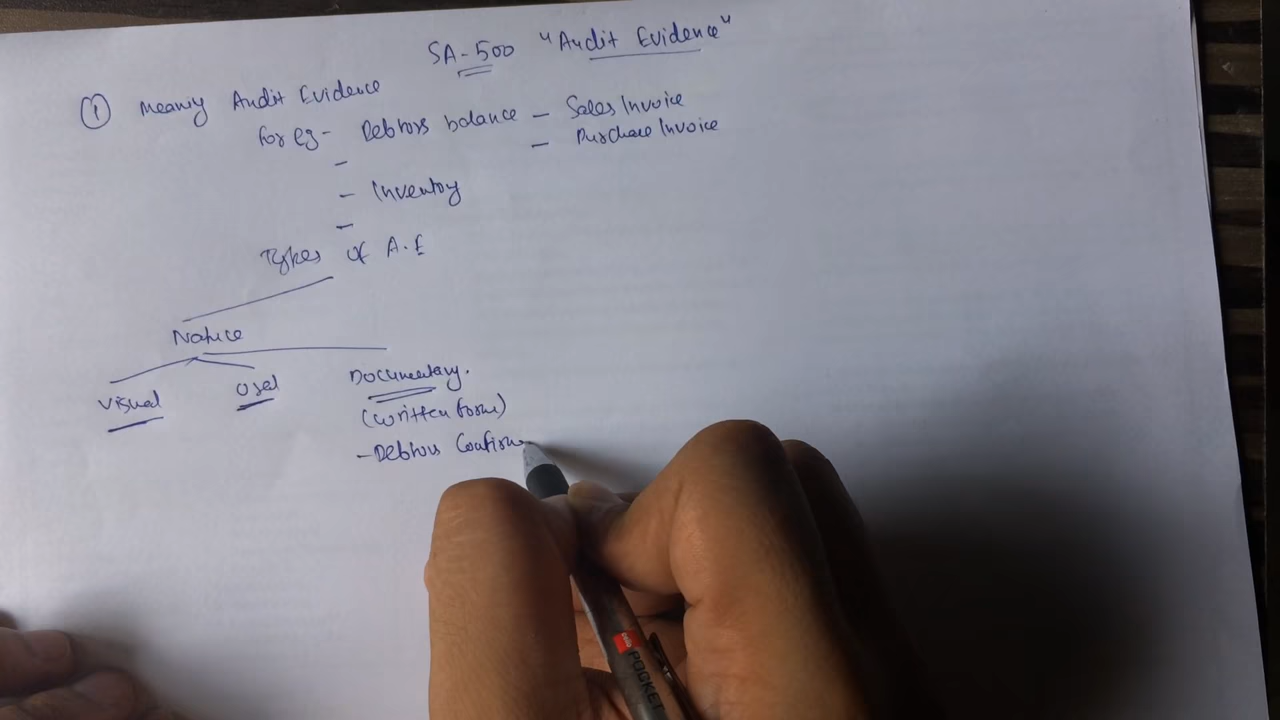 SA-500 "Audit Evidence"
① Meaning Audit Evidence
For eg - Debtors balance - Sales Invoice
- - Purchase Invoice
- Inventory
-
Types of A.E
Nature
Visual Oral Documentary.
(written form)
- Debtors Confirm
POCKET